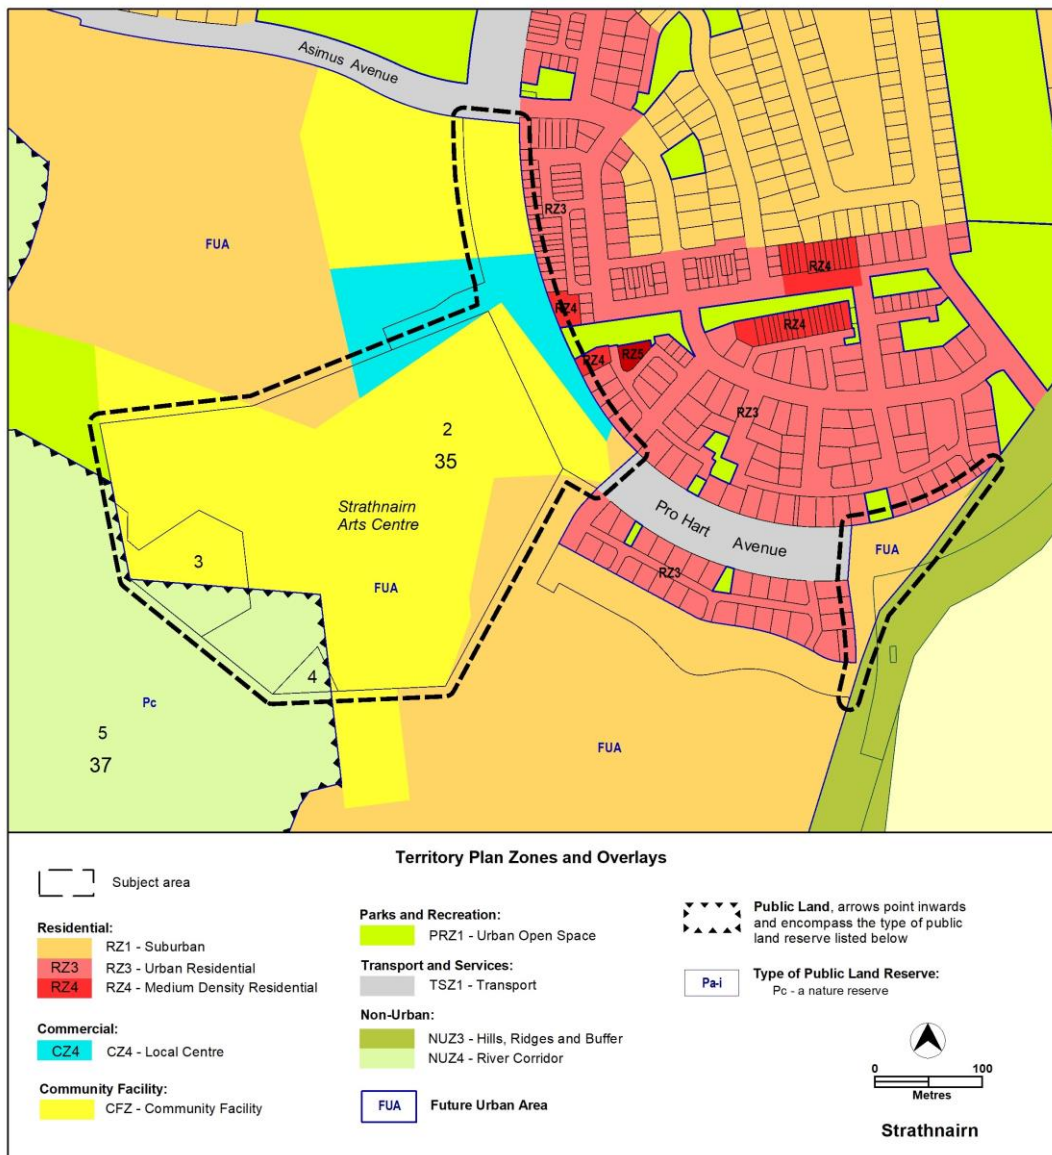 Asimus Avenue
FUA
RZ3
RZ4
RZ4
RZ4
RZ4
RZ5
RZ3
2
35
Strathnairn
Arts Centre
FUA
3
4
Pc
5
37
Pro Hart Avenue
RZ3
FUA
FUA
Territory Plan Zones and Overlays
Subject area
Residential:
RZ1 - Suburban
RZ3 RZ3 - Urban Residential
RZ4 RZ4 - Medium Density Residential
Commercial:
CZ4 CZ4 - Local Centre
Community Facility:
CFZ - Community Facility
Parks and Recreation:
PRZ1 - Urban Open Space
Transport and Services:
TSZ1 - Transport
Non-Urban:
NUZ3 - Hills, Ridges and Buffer
NUZ4 - River Corridor
FUA Future Urban Area
Public Land, arrows point inwards
and encompass the type of public
land reserve listed below
Pa-i Type of Public Land Reserve:
Pc - a nature reserve
0 100
Metres
Strathnairn